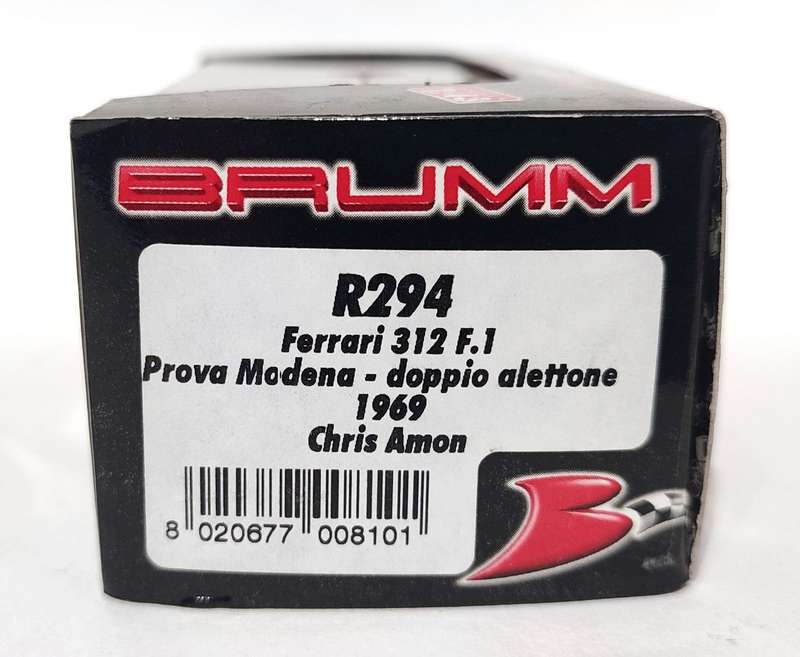 BRUMM
R294
Ferrari 312 F.1
Prova Modena - doppio alettone
1969
Chris Amon
8 020677 008101